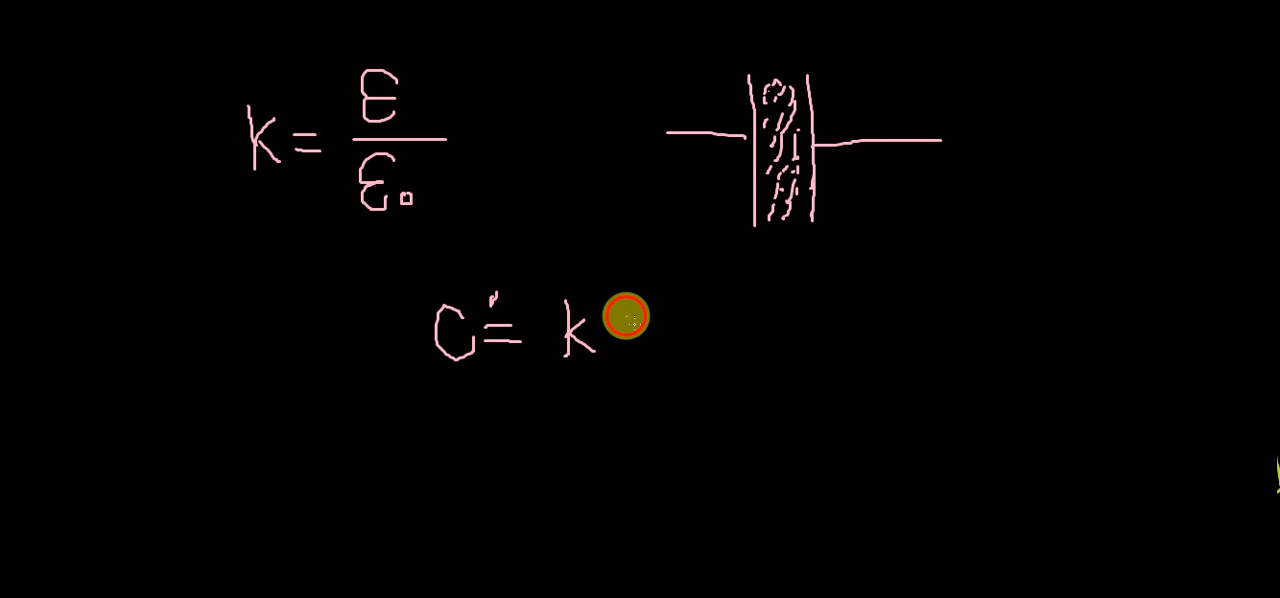 K = ε/ε₀
C' = k